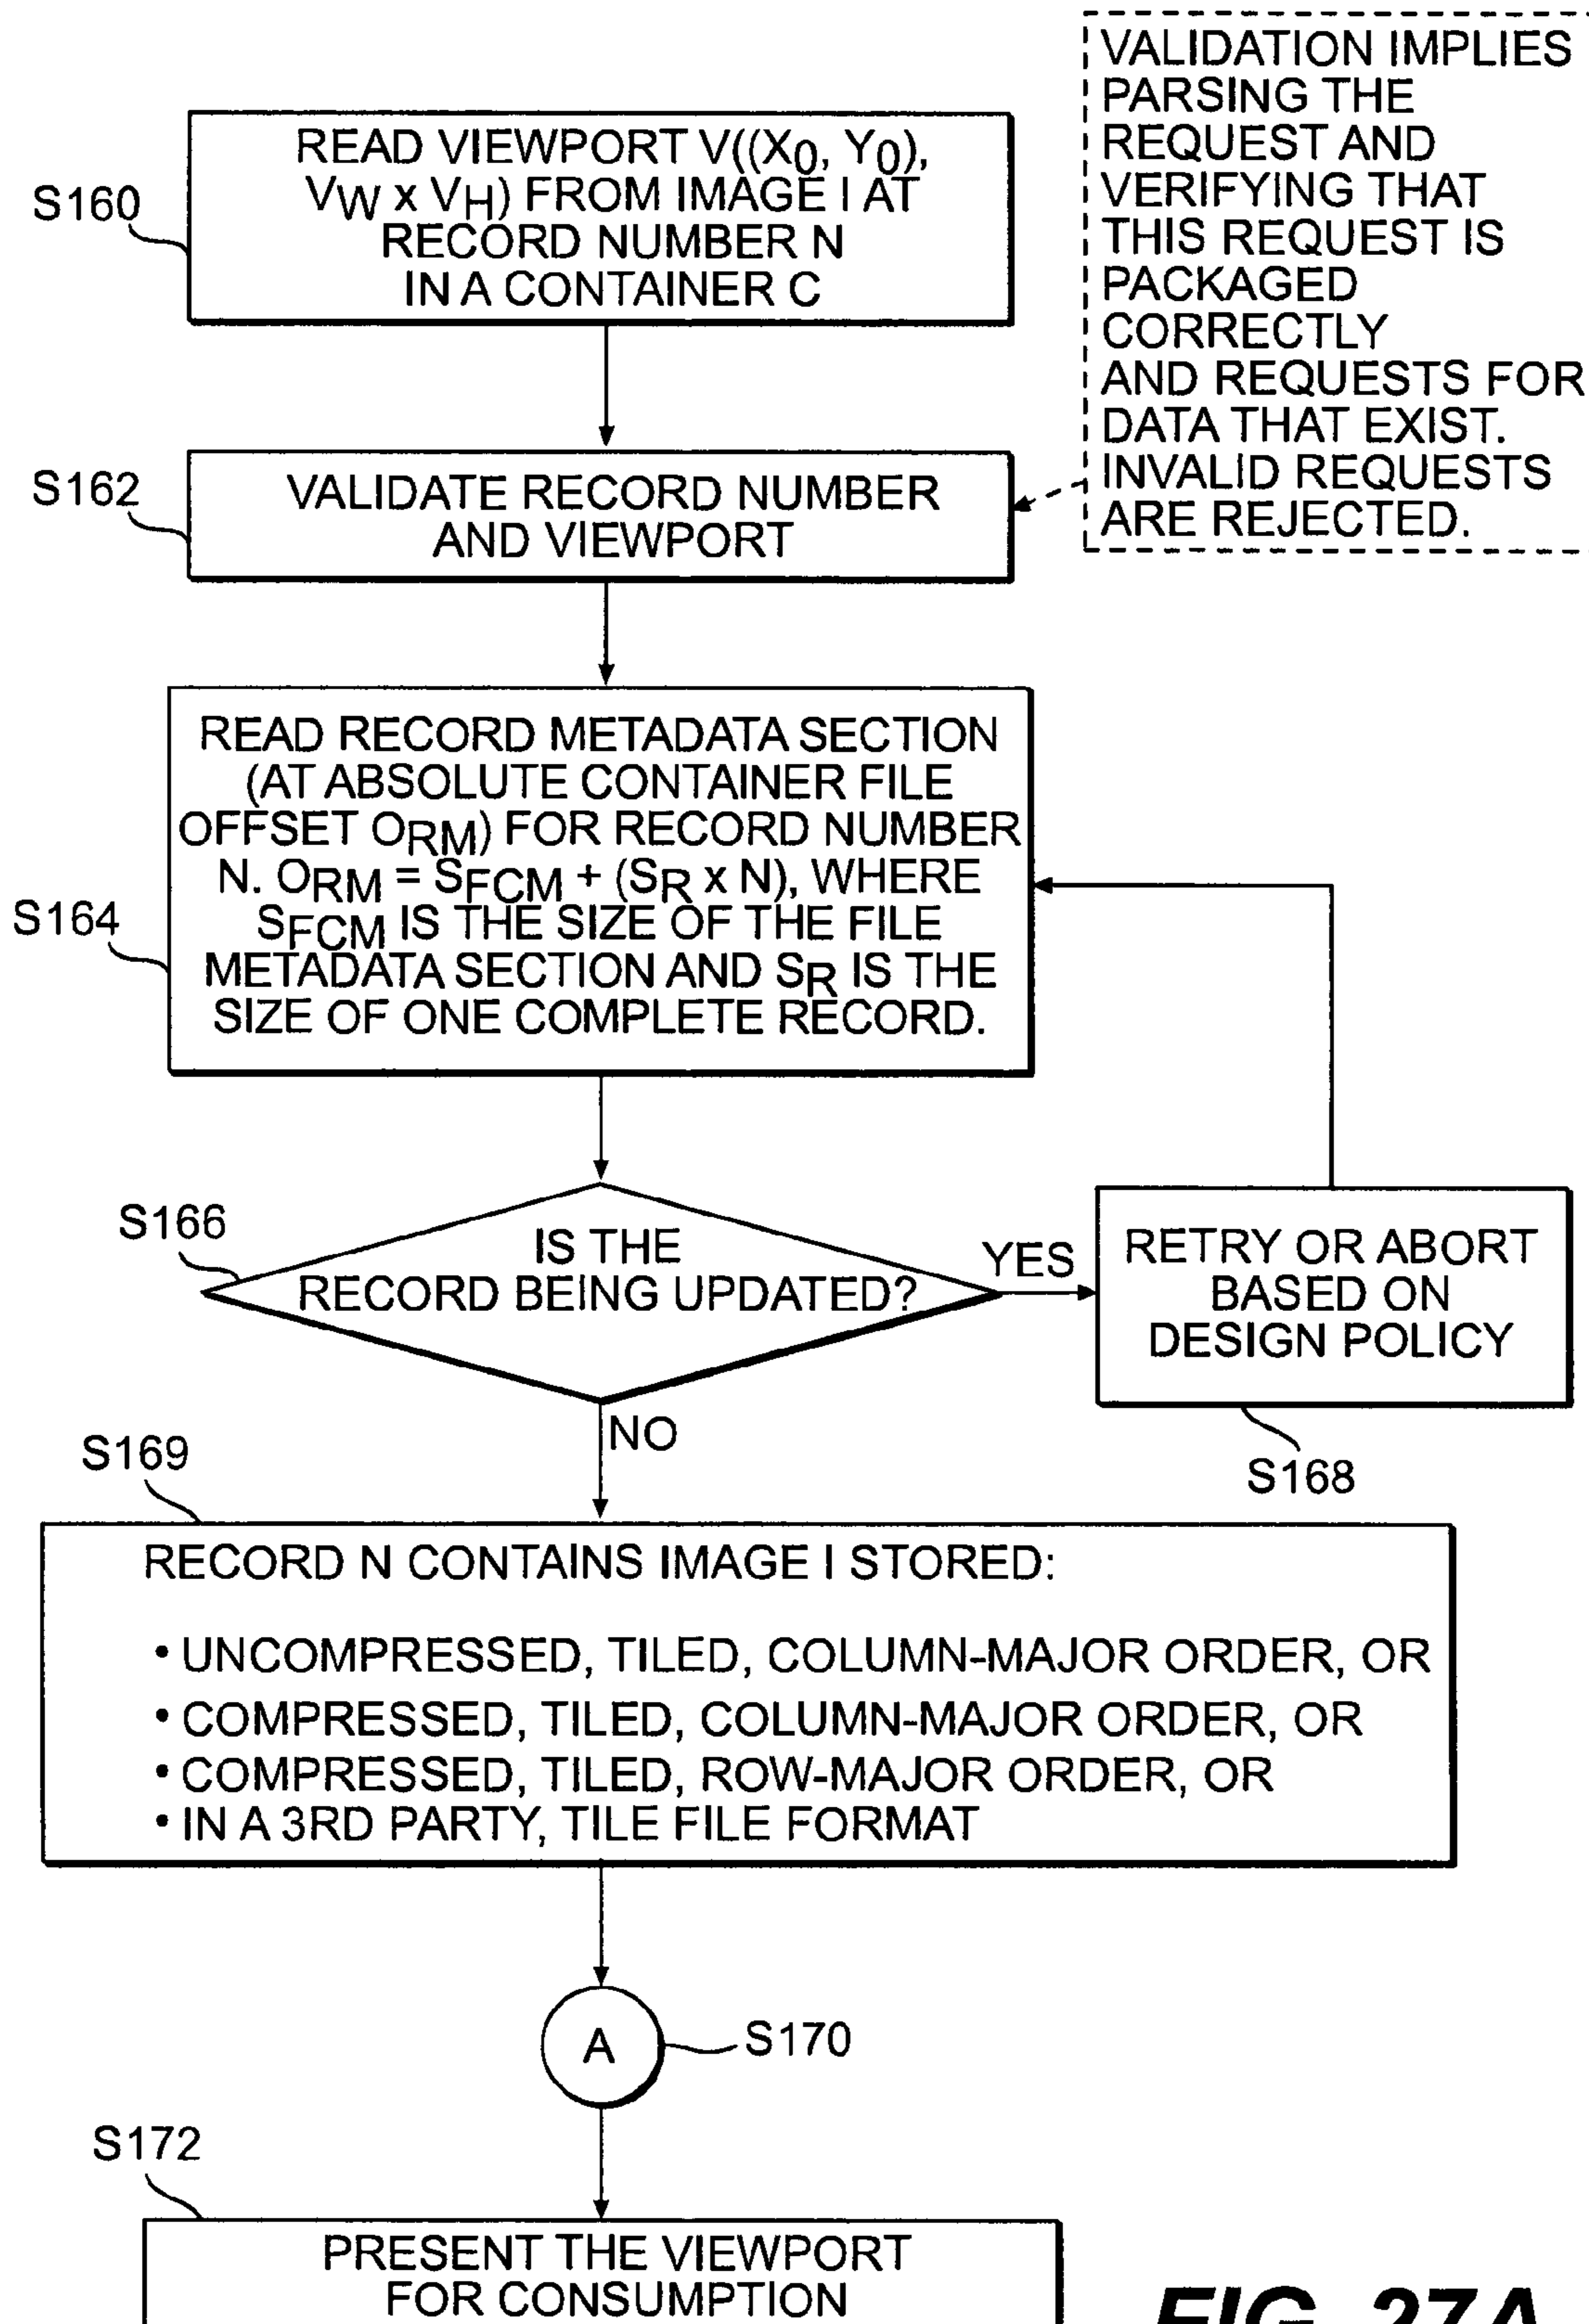 VALIDATION IMPLIES
PARSING THE
REQUEST AND
VERIFYING THAT
THIS REQUEST IS
PACKAGED
CORRECTLY
AND REQUESTS FOR
DATA THAT EXIST.
INVALID REQUESTS
ARE REJECTED.
S160
READ VIEWPORT V((X0, Y0),
VW x VH) FROM IMAGE I AT
RECORD NUMBER N
IN A CONTAINER C
S162
VALIDATE RECORD NUMBER
AND VIEWPORT
S164
READ RECORD METADATA SECTION
(AT ABSOLUTE CONTAINER FILE
OFFSET ORM) FOR RECORD NUMBER
N. ORM = SFCM + (SR x N), WHERE
SFCM IS THE SIZE OF THE FILE
METADATA SECTION AND SR IS THE
SIZE OF ONE COMPLETE RECORD.
S166
IS THE
RECORD BEING UPDATED?
YES
RETRY OR ABORT
BASED ON
DESIGN POLICY
S168
NO
S169
RECORD N CONTAINS IMAGE I STORED:
• UNCOMPRESSED, TILED, COLUMN-MAJOR ORDER, OR
• COMPRESSED, TILED, COLUMN-MAJOR ORDER, OR
• COMPRESSED, TILED, ROW-MAJOR ORDER, OR
• IN A 3RD PARTY, TILE FILE FORMAT
A
S170
S172
PRESENT THE VIEWPORT
FOR CONSUMPTION
FIG. 27A